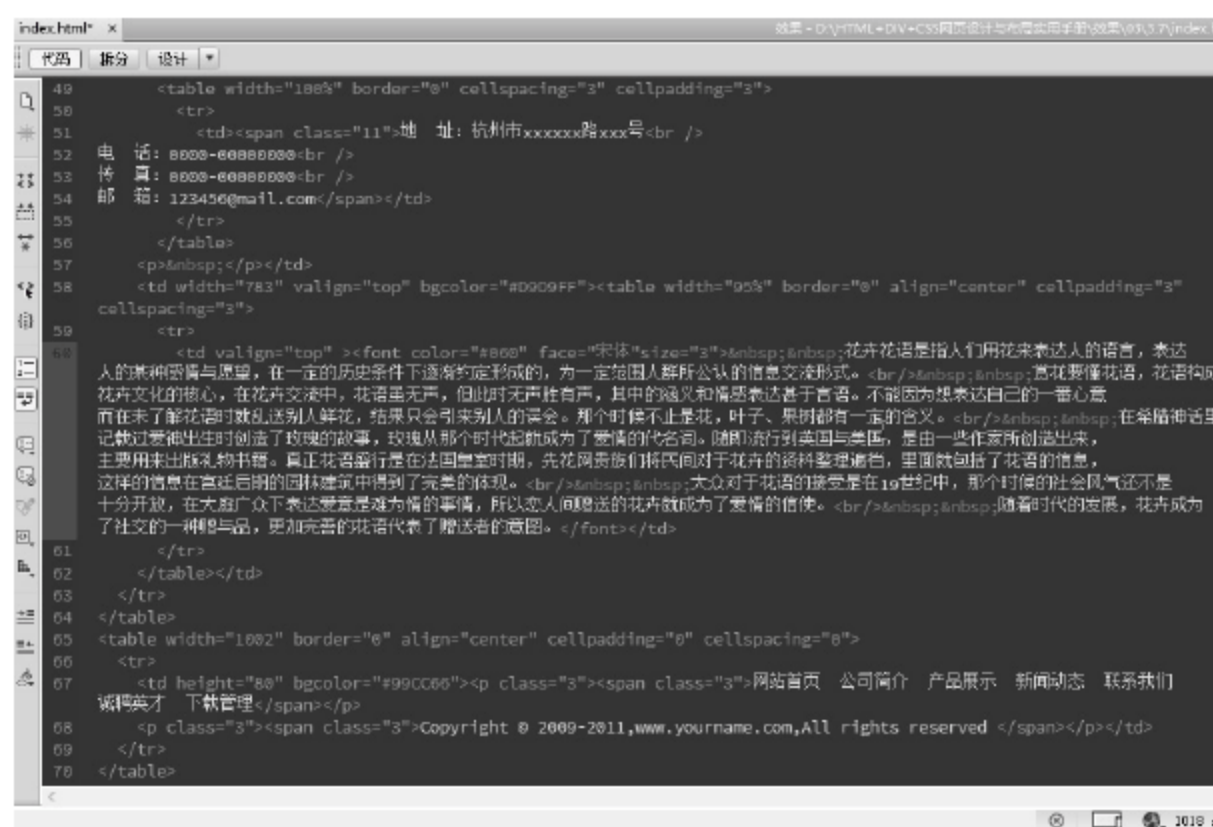 index.html* ×
效果 - D:\HTML+DIV+CSS网页设计与布局实用手册\效果\03\3.7\index.
代码 拆分 设计
49 <table width="100%" border="0" cellspacing="3" cellpadding="3">
50 <tr>
51 <td><span class="11">地 址：杭州市xxxxxx路xxx号<br />
52 电 话：0000-00000000<br />
53 传 真：0000-00000000<br />
54 邮 箱：123456@mail.com</span></td>
55 </tr>
56 </table>
57 <p>&nbsp;</p></td>
58 <td width="783" valign="top" bgcolor="#D9D9FF"><table width="95%" border="0" align="center" cellpadding="3"
cellspacing="3">
59 <tr>
60 <td valign="top" ><font color="#060" face="宋体"size="3">&nbsp;&nbsp;花卉花语是指人们用花来表达人的语言，表达
人的某种感情与愿望，在一定的历史条件下逐渐约定形成的，为一定范围人群所公认的信息交流形式。<br/>&nbsp;&nbsp;赏花要懂花语，花语构成
花卉文化的核心，在花卉交流中，花语虽无声，但此时无声胜有声，其中的涵义和情感表达甚于言语。不能因为想表达自己的一番心意
而在未了解花语时就乱送别人鲜花，结果只会引来别人的误会。那个时候不止是花，叶子、果树都有一定的含义。<br/>&nbsp;&nbsp;在希腊神话里
记载过爱神出生时创造了玫瑰的故事，玫瑰从那个时代起就成为了爱情的代名词。随即流行到英国与美国，是由一些作家所创造出来，
主要用来出版礼物书籍。真正花语盛行是在法国皇室时期，先花网贵族们将民间对于花卉的资料整理遍档，里面就包括了花语的信息，
这样的信息在宫廷后期的园林建筑中得到了完美的体现。<br/>&nbsp;&nbsp;大众对于花语的接受是在19世纪中，那个时候的社会风气还不是
十分开放，在大庭广众下表达爱意是难为情的事情，所以恋人间赠送的花卉就成为了爱情的信使。<br/>&nbsp;&nbsp;随着时代的发展，花卉成为
了社交的一种赠与品，更加完善的花语代表了赠送者的意图。</font></td>
61 </tr>
62 </table></td>
63 </tr>
64 </table>
65 <table width="1002" border="0" align="center" cellpadding="0" cellspacing="0">
66 <tr>
67 <td height="80" bgcolor="#99CC66"><p class="3"><span class="3">网站首页 公司简介 产品展示 新闻动态 联系我们
诚聘英才 下载管理</span></p>
68 <p class="3"><span class="3">Copyright © 2009-2011,www.yourname.com,All rights reserved </span></p></td>
69 </tr>
70 </table>
1018